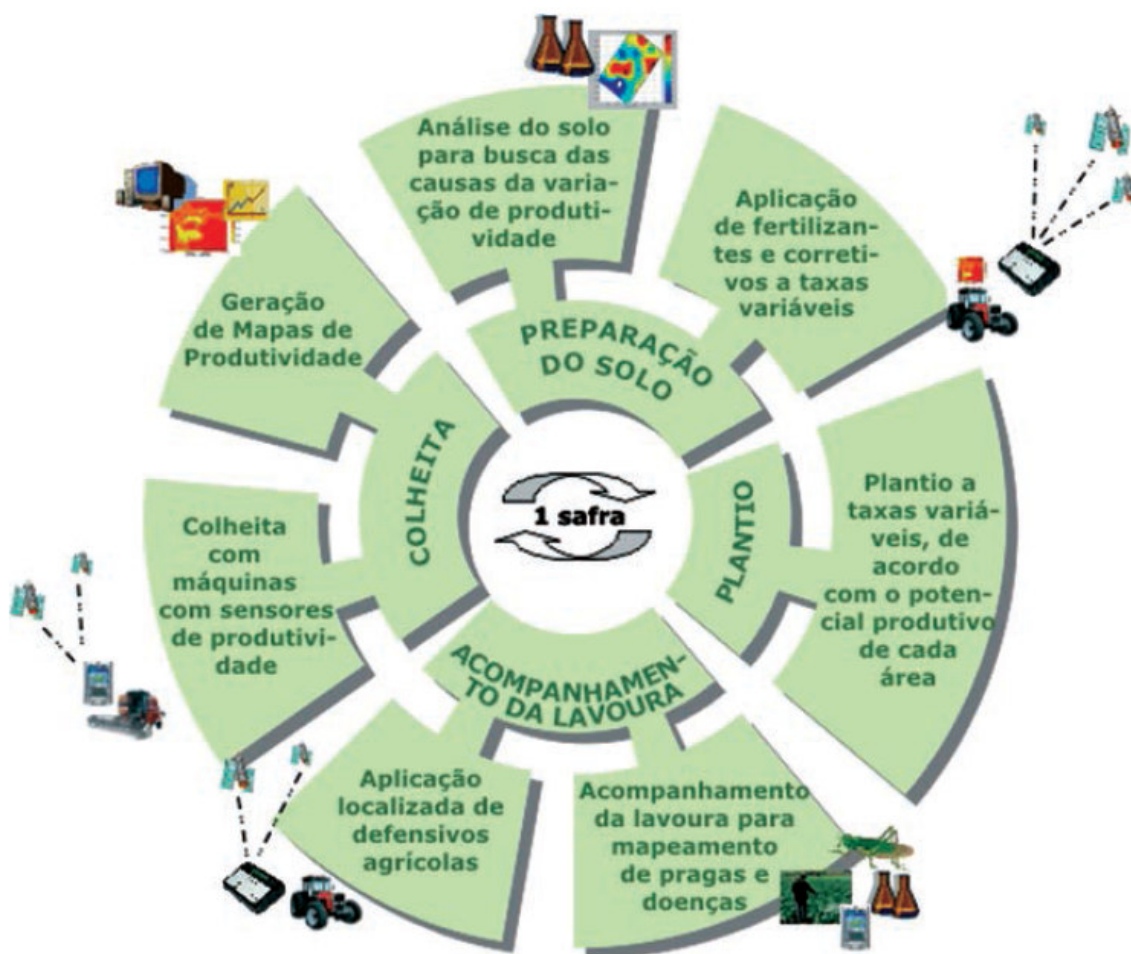 Análise do solo
para busca das
causas da varia-
ção de produti-
vidade
Aplicação
de fertilizan-
tes e correti-
vos a taxas
variáveis
Geração
de Mapas de
Produtividade
PREPARAÇÃO
DO SOLO
COLHEITA
1 safra
PLANTIO
Plantio a
taxas variá-
veis, de
acordo
com o poten-
cial produtivo
de cada
área
Colheita
com
máquinas
com sensores
de produtivi-
dade
ACOMPANHAMEN-
TO DA LAVOURA
Aplicação
localizada de
defensivos
agrícolas
Acompanhamento
da lavoura para
mapeamento
de pragas e
doenças